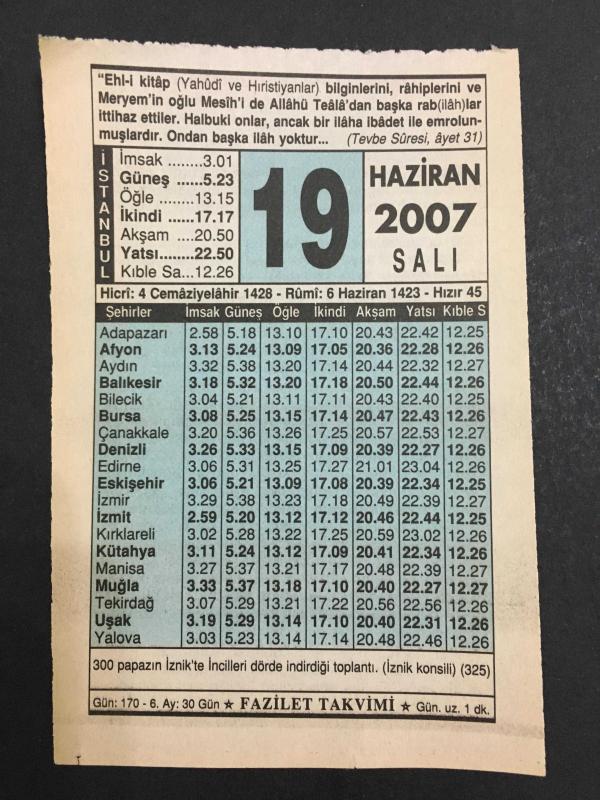 "Ehl-i kitâp (Yahûdî ve Hıristiyanlar) bilginlerini, râhiplerini ve
Meryem'in oğlu Mesîh'i de Allâhü Teâlâ'dan başka rab(ilâh)lar
ittihaz ettiler. Halbuki onlar, ancak bir ilâha ibâdet ile emrolun-
muşlardır. Ondan başka ilâh yoktur... (Tevbe Sûresi, âyet 31)
İSTANBUL
İmsak ........3.01
Güneş ......5.23
Öğle ........13.15
İkindi ......17.17
Akşam ....20.50
Yatsı........22.50
Kıble Sa...12.26
19
HAZİRAN
2007
SALI
Hicrî: 4 Cemâziyelâhir 1428 - Rûmî: 6 Haziran 1423 - Hızır 45
Şehirler İmsak Güneş Öğle İkindi Akşam Yatsı Kıble S
Adapazarı 2.58 5.18 13.10 17.10 20.43 22.42 12.25
Afyon 3.13 5.24 13.09 17.05 20.36 22.28 12.26
Aydın 3.32 5.38 13.20 17.14 20.44 22.32 12.27
Balıkesir 3.18 5.32 13.20 17.18 20.50 22.44 12.26
Bilecik 3.04 5.21 13.11 17.11 20.43 22.40 12.25
Bursa 3.08 5.25 13.15 17.14 20.47 22.43 12.26
Çanakkale 3.20 5.36 13.26 17.25 20.57 22.53 12.27
Denizli 3.26 5.33 13.15 17.09 20.39 22.27 12.26
Edirne 3.06 5.31 13.25 17.27 21.01 23.04 12.26
Eskişehir 3.06 5.21 13.09 17.08 20.39 22.34 12.25
İzmir 3.29 5.38 13.23 17.18 20.49 22.39 12.27
İzmit 2.59 5.20 13.12 17.12 20.46 22.44 12.25
Kırklareli 3.02 5.28 13.22 17.25 20.59 23.02 12.26
Kütahya 3.11 5.24 13.12 17.09 20.41 22.34 12.26
Manisa 3.27 5.37 13.21 17.17 20.48 22.39 12.27
Muğla 3.33 5.37 13.18 17.10 20.40 22.27 12.27
Tekirdağ 3.07 5.29 13.21 17.22 20.56 22.56 12.26
Uşak 3.19 5.29 13.14 17.10 20.40 22.31 12.26
Yalova 3.03 5.23 13.14 17.14 20.48 22.46 12.26
300 papazın İznik'te İncilleri dörde indirdiği toplantı. (İznik konsili) (325)
Gün: 170 - 6. Ay: 30 Gün ★ FAZİLET TAKVİMİ ★ Gün. uz. 1 dk.